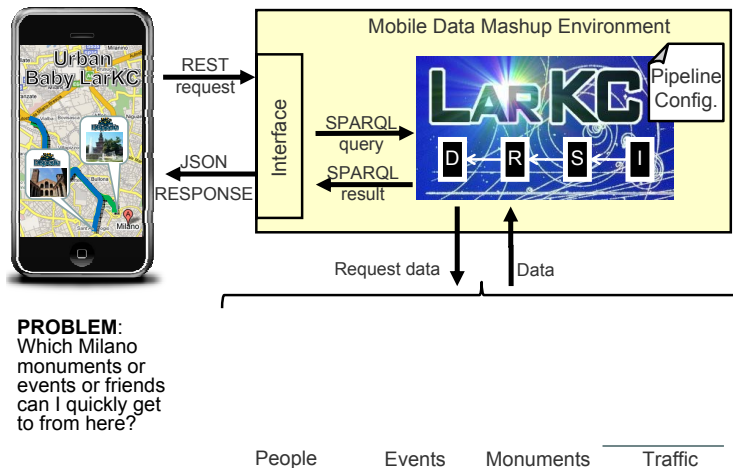 Mobile Data Mashup Environment
Urban
Baby LarKC
Milano
REST
request
JSON
RESPONSE
Interface
SPARQL
query
SPARQL
result
LARKC
Pipeline
Config.
D R S I
Request data
Data
PROBLEM:
Which Milano
monuments or
events or friends
can I quickly get
to from here?
People Events Monuments Traffic